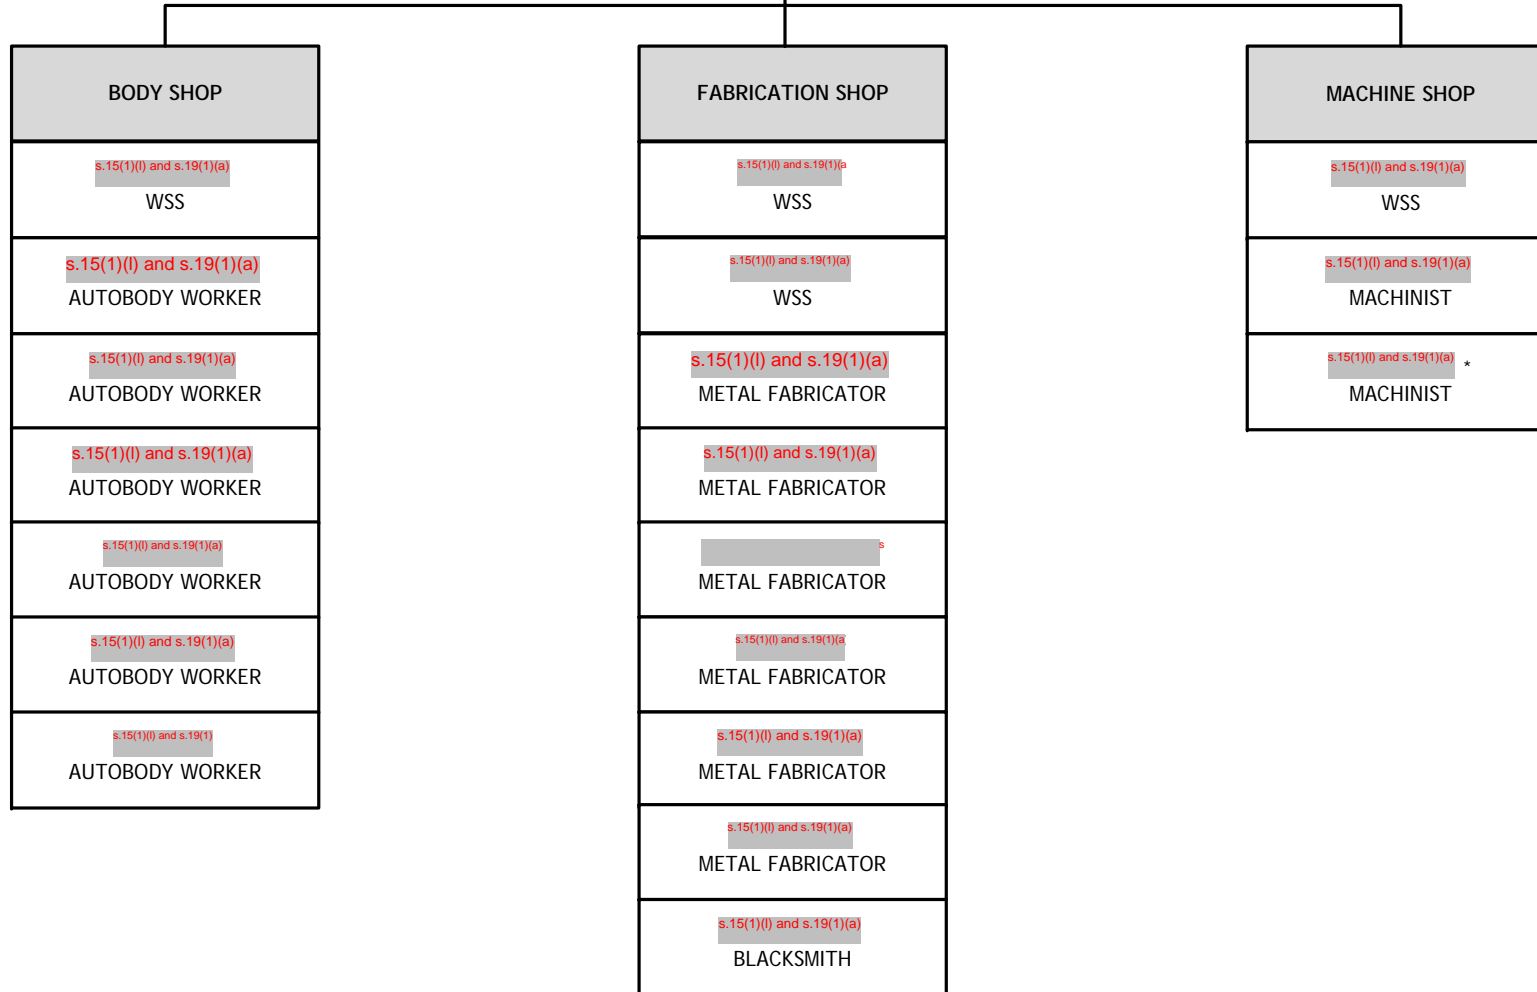 BODY SHOP
s.15(1)(l) and s.19(1)(a)
WSS
s.15(1)(l) and s.19(1)(a)
AUTOBODY WORKER
s.15(1)(l) and s.19(1)(a)
AUTOBODY WORKER
s.15(1)(l) and s.19(1)(a)
AUTOBODY WORKER
s.15(1)(l) and s.19(1)(a)
AUTOBODY WORKER
s.15(1)(l) and s.19(1)(a)
AUTOBODY WORKER
s.15(1)(l) and s.19(1)
AUTOBODY WORKER
FABRICATION SHOP
s.15(1)(l) and s.19(1)(a
WSS
s.15(1)(l) and s.19(1)(a)
WSS
s.15(1)(l) and s.19(1)(a)
METAL FABRICATOR
s.15(1)(l) and s.19(1)(a)
METAL FABRICATOR
s
METAL FABRICATOR
s.15(1)(l) and s.19(1)(a
METAL FABRICATOR
s.15(1)(l) and s.19(1)(a)
METAL FABRICATOR
s.15(1)(l) and s.19(1)(a)
METAL FABRICATOR
s.15(1)(l) and s.19(1)(a)
BLACKSMITH
MACHINE SHOP
s.15(1)(l) and s.19(1)(a)
WSS
s.15(1)(l) and s.19(1)(a)
MACHINIST
s.15(1)(l) and s.19(1)(a) *
MACHINIST